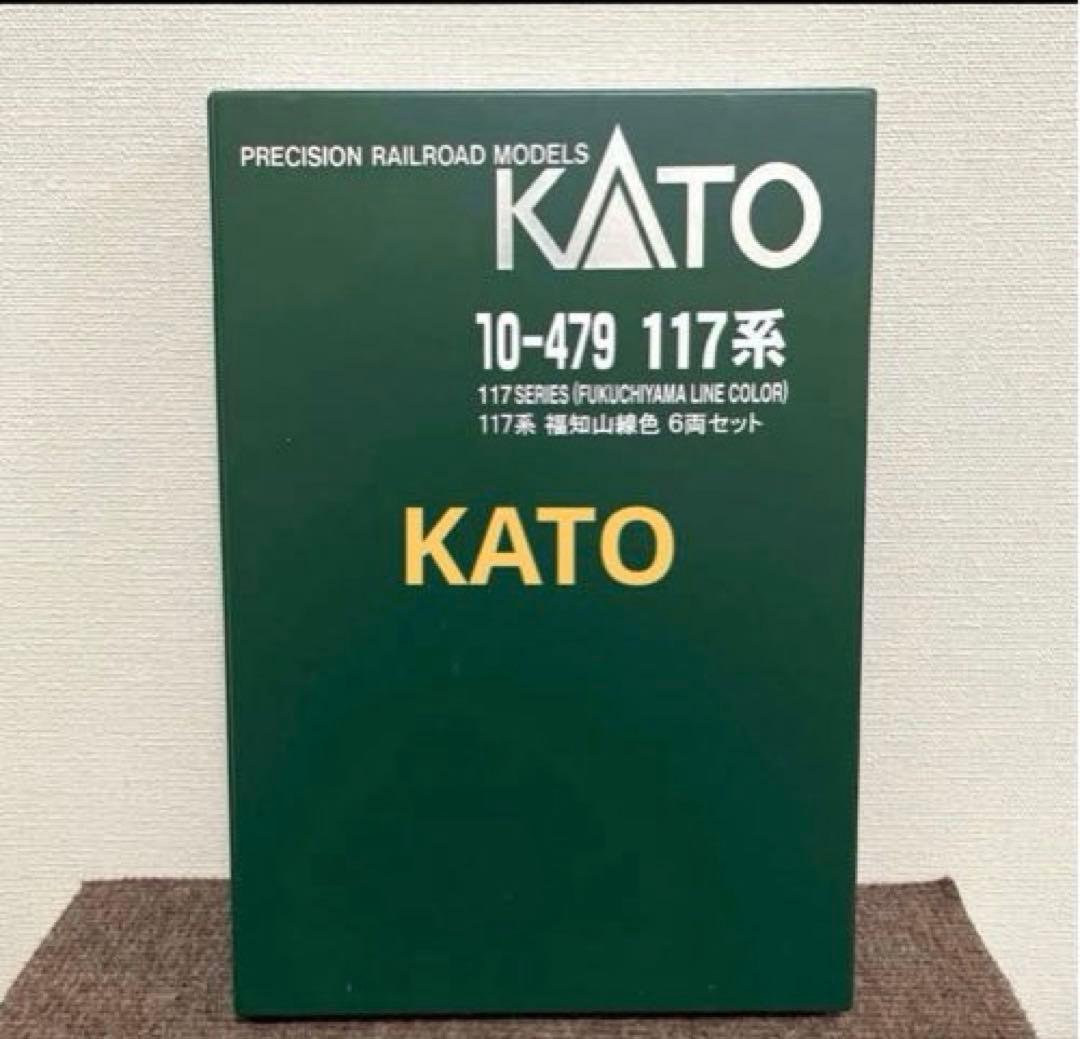 PRECISION RAILROAD MODELS
KATO
10-479 117系
117 SERIES (FUKUCHIYAMA LINE COLOR)
117系 福知山線色 6両セット
KATO